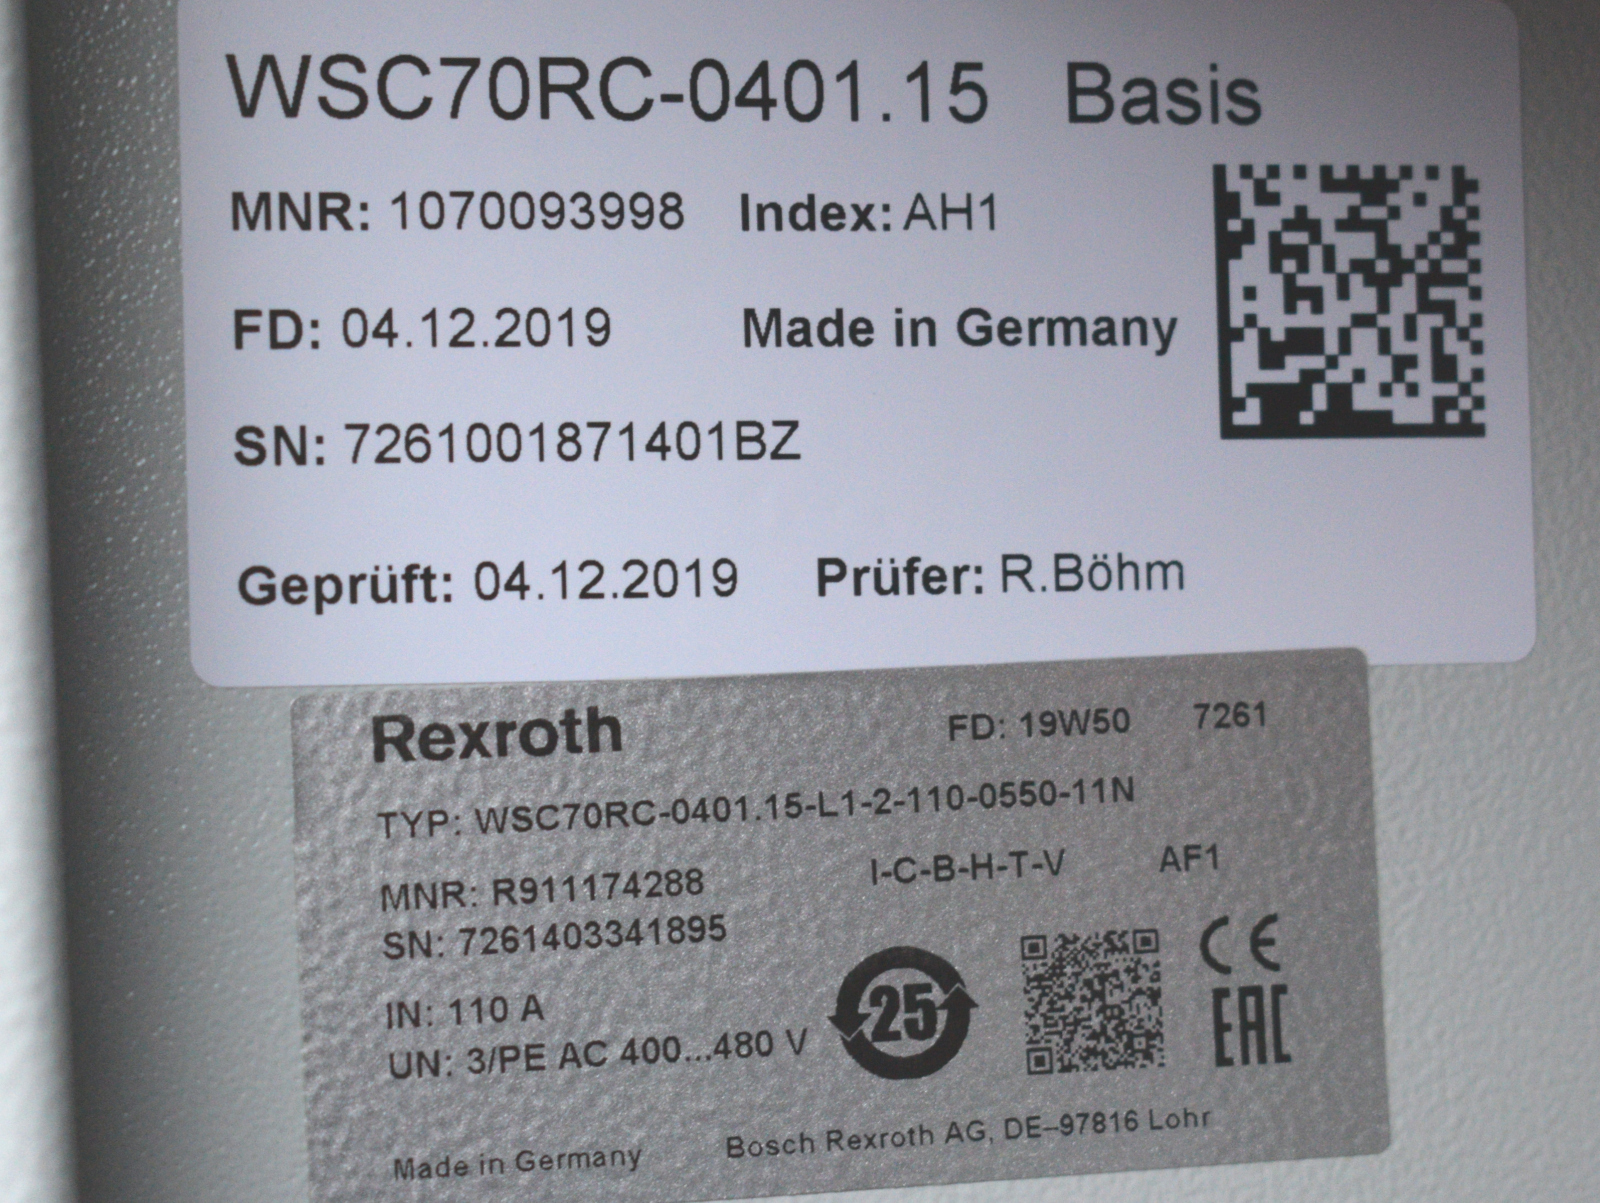 WSC70RC-0401.15 Basis
MNR: 1070093998 Index: AH1
FD: 04.12.2019 Made in Germany
SN: 7261001871401BZ
Geprüft: 04.12.2019 Prüfer: R.Böhm
Rexroth FD: 19W50 7261
TYP: WSC70RC-0401.15-L1-2-110-0550-11N
MNR: R911174288 I-C-B-H-T-V AF1
SN: 7261403341895
IN: 110 A
UN: 3/PE AC 400...480 V
25
CE
EAC
Made in Germany Bosch Rexroth AG, DE–97816 Lohr